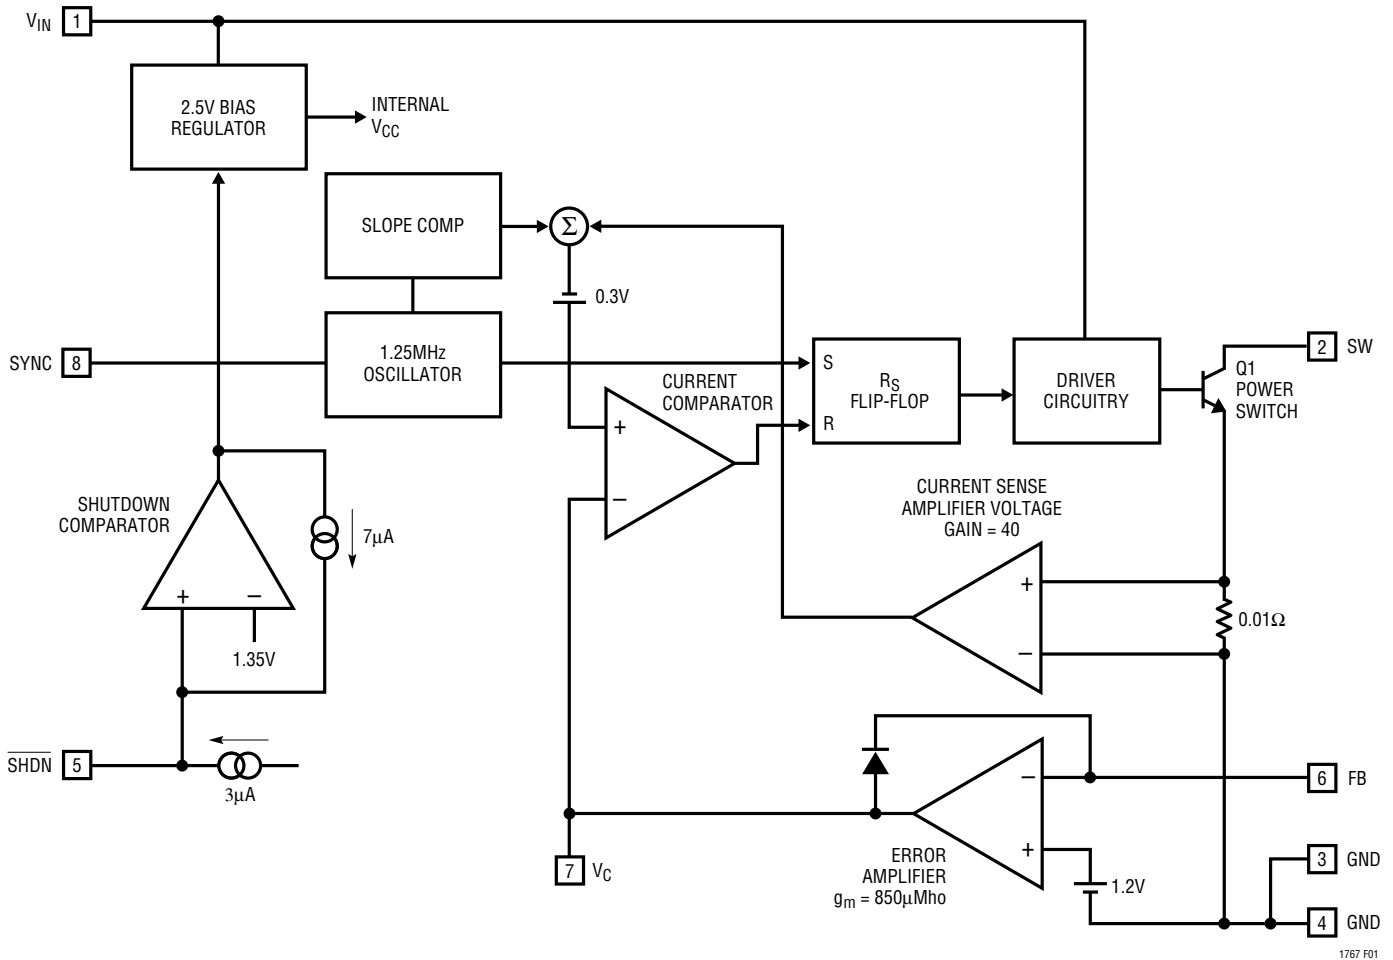 VIN 1
2.5V BIAS
REGULATOR
INTERNAL
VCC
SLOPE COMP
Σ
0.3V
SYNC 8
1.25MHz
OSCILLATOR
S
R
RS
FLIP-FLOP
DRIVER
CIRCUITRY
2 SW
Q1
POWER
SWITCH
CURRENT
COMPARATOR
+
–
SHUTDOWN
COMPARATOR
7µA
+ –
1.35V
CURRENT SENSE
AMPLIFIER VOLTAGE
GAIN = 40
+
–
0.01Ω
SHDN 5
3µA
–
+
6 FB
ERROR
AMPLIFIER
gm = 850µMho
1.2V
7 VC
3 GND
4 GND
1767 F01